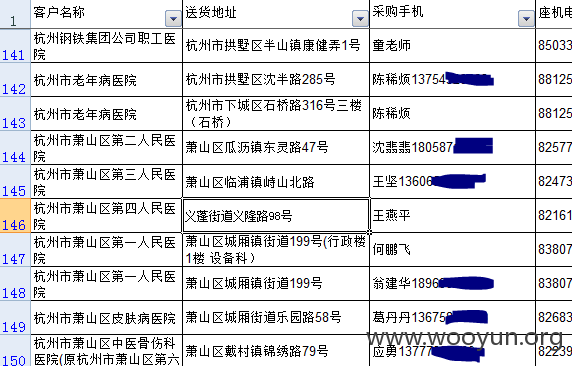 1 客户名称 送货地址 采购手机 座机电
141 杭州钢铁集团公司职工医 杭州市拱墅区半山镇康健弄1号 童老师 85033
院
142 杭州市老年病医院 杭州市拱墅区沈半路285号 陈稀烦13754 88125
143 杭州市老年病医院 杭州市下城区石桥路316号三楼 陈稀烦 88125
（石桥）
144 杭州市萧山区第二人民医 萧山区瓜沥镇东灵路47号 沈翡翡180587 82577
院
145 杭州市萧山区第三人民医 萧山区临浦镇峙山北路 王坚13606 82473
院
146 杭州市萧山区第四人民医 义蓬街道义隆路98号 王燕平 82161
院
147 杭州市萧山区第一人民医 萧山区城厢镇街道199号(行政楼 何鹏飞 83807
院 1楼 设备科）
148 杭州市萧山区第一人民医 萧山区城厢镇街道199号 翁建华1896 83807
院
149 杭州市萧山区皮肤病医院 萧山区城厢街道乐园路58号 葛丹丹13675 82683
150 杭州市萧山区中医骨伤科 萧山区戴村镇锦绣路79号 应勇13777 82239
医院(原杭州市萧山区第六
www.wooyun.org